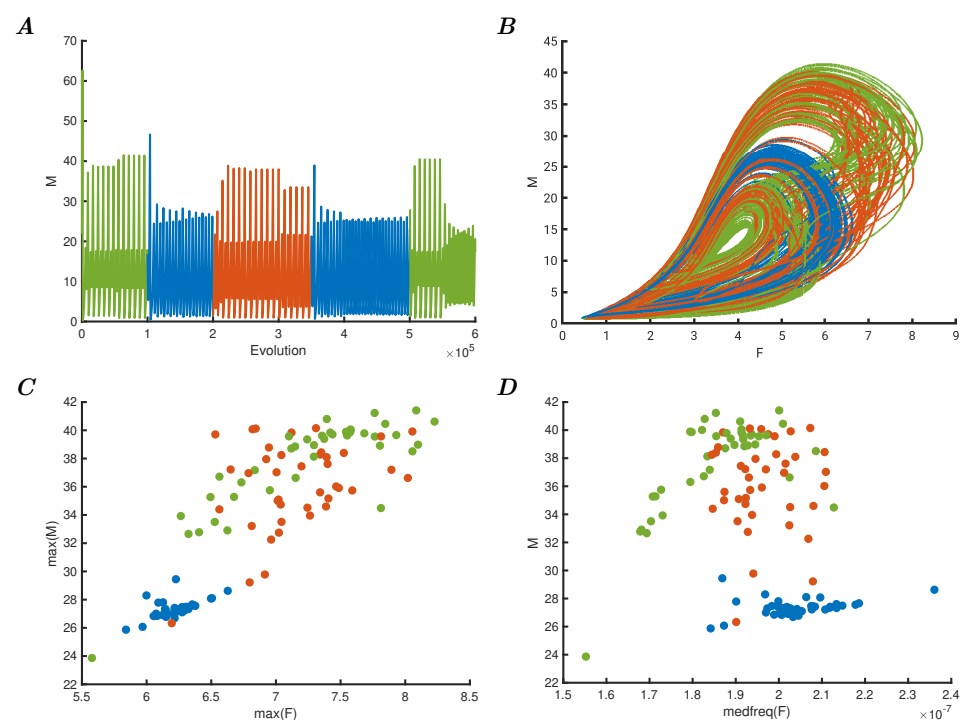 A
70
60
50
40
30
20
10
0
M
0 1 2 3 4 5 6
Evolution
×10^5
B
45
40
35
30
25
20
15
10
5
0
M
0 1 2 3 4 5 6 7 8 9
F
C
42
40
38
36
34
32
30
28
26
24
22
max(M)
5.5 6 6.5 7 7.5 8 8.5
max(F)
D
42
40
38
36
34
32
30
28
26
24
22
M
1.5 1.6 1.7 1.8 1.9 2 2.1 2.2 2.3 2.4
medfreq(F)
×10^-7